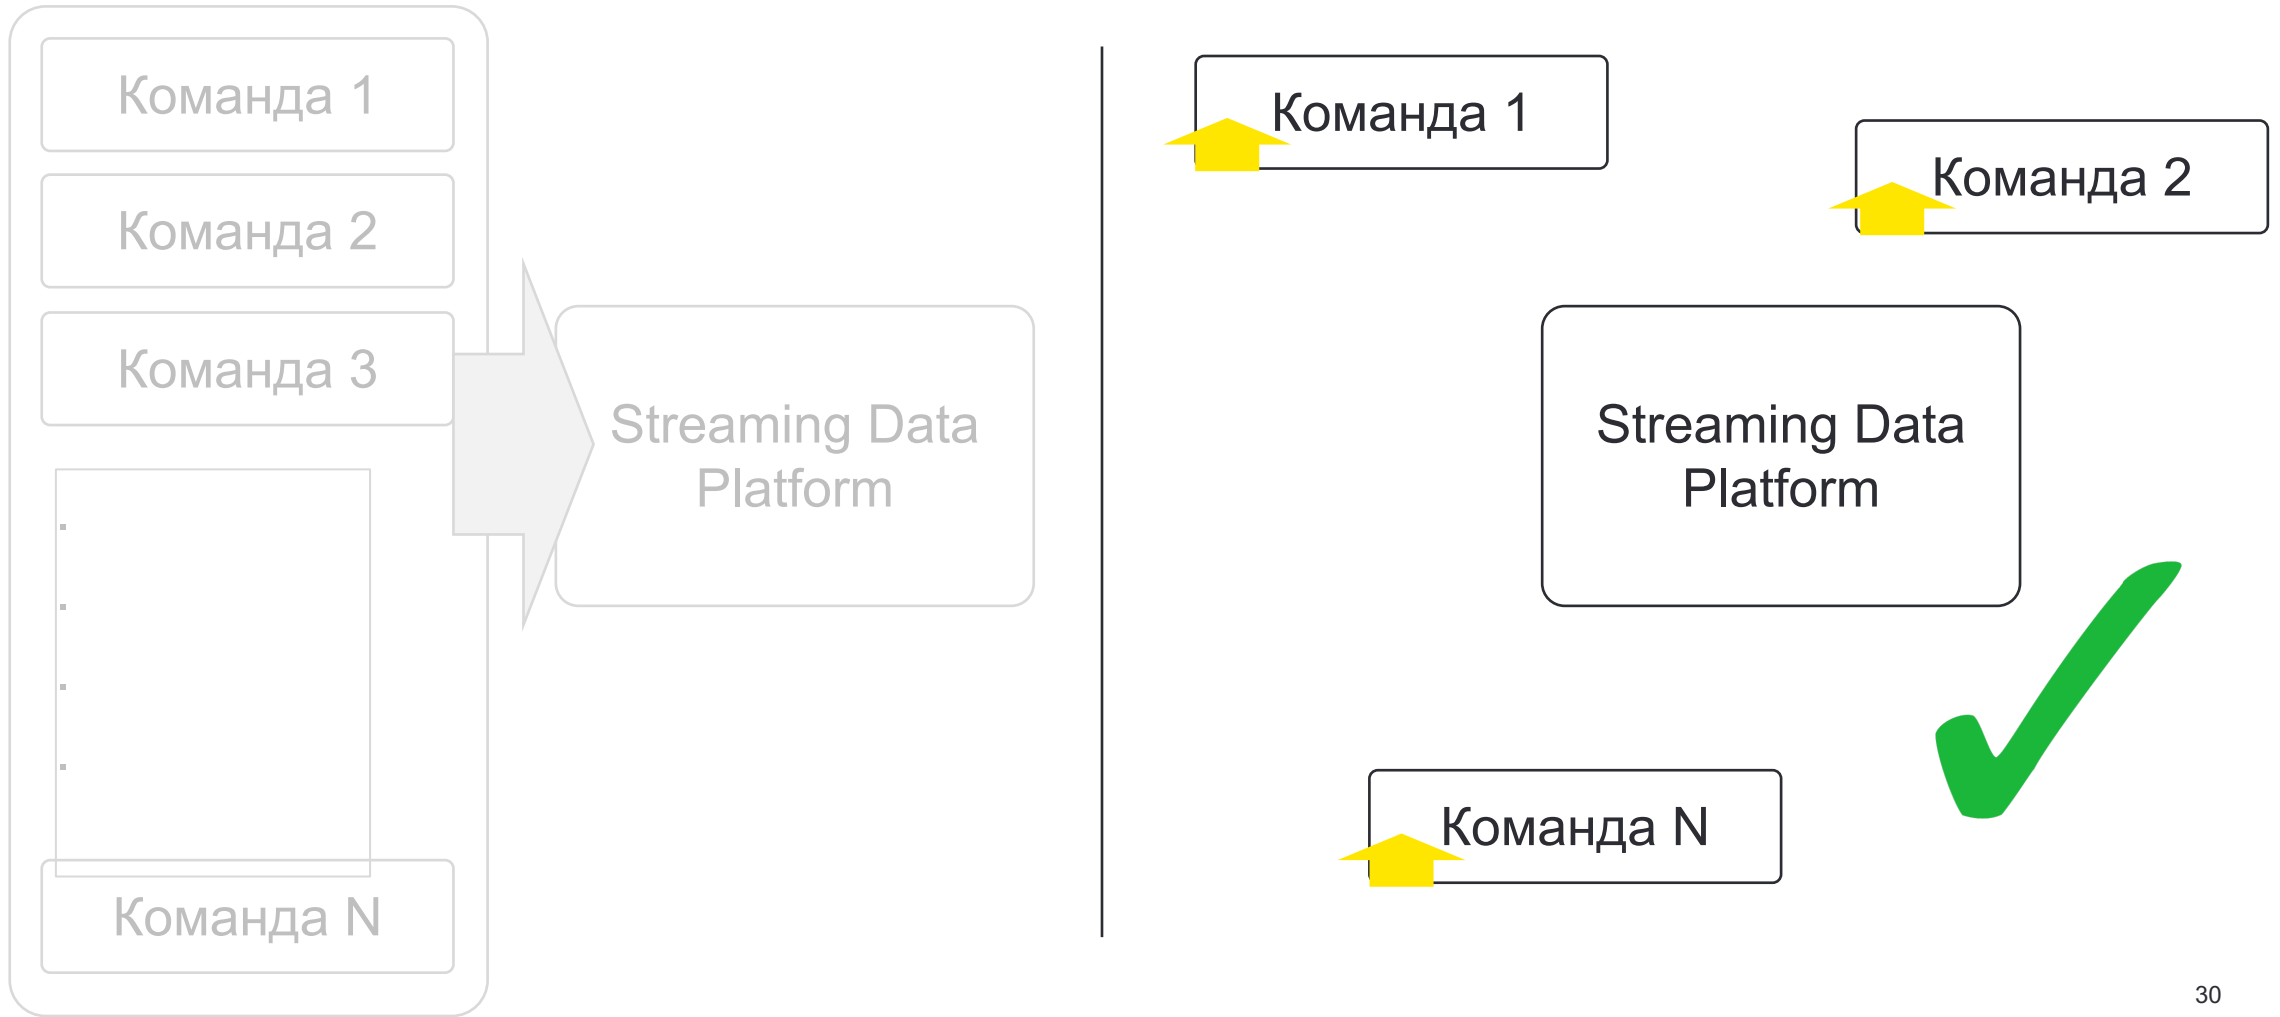 Команда 1
Команда 2
Команда 3
Команда N
Streaming Data
Platform
Команда 1
Команда 2
Streaming Data
Platform
Команда N
30